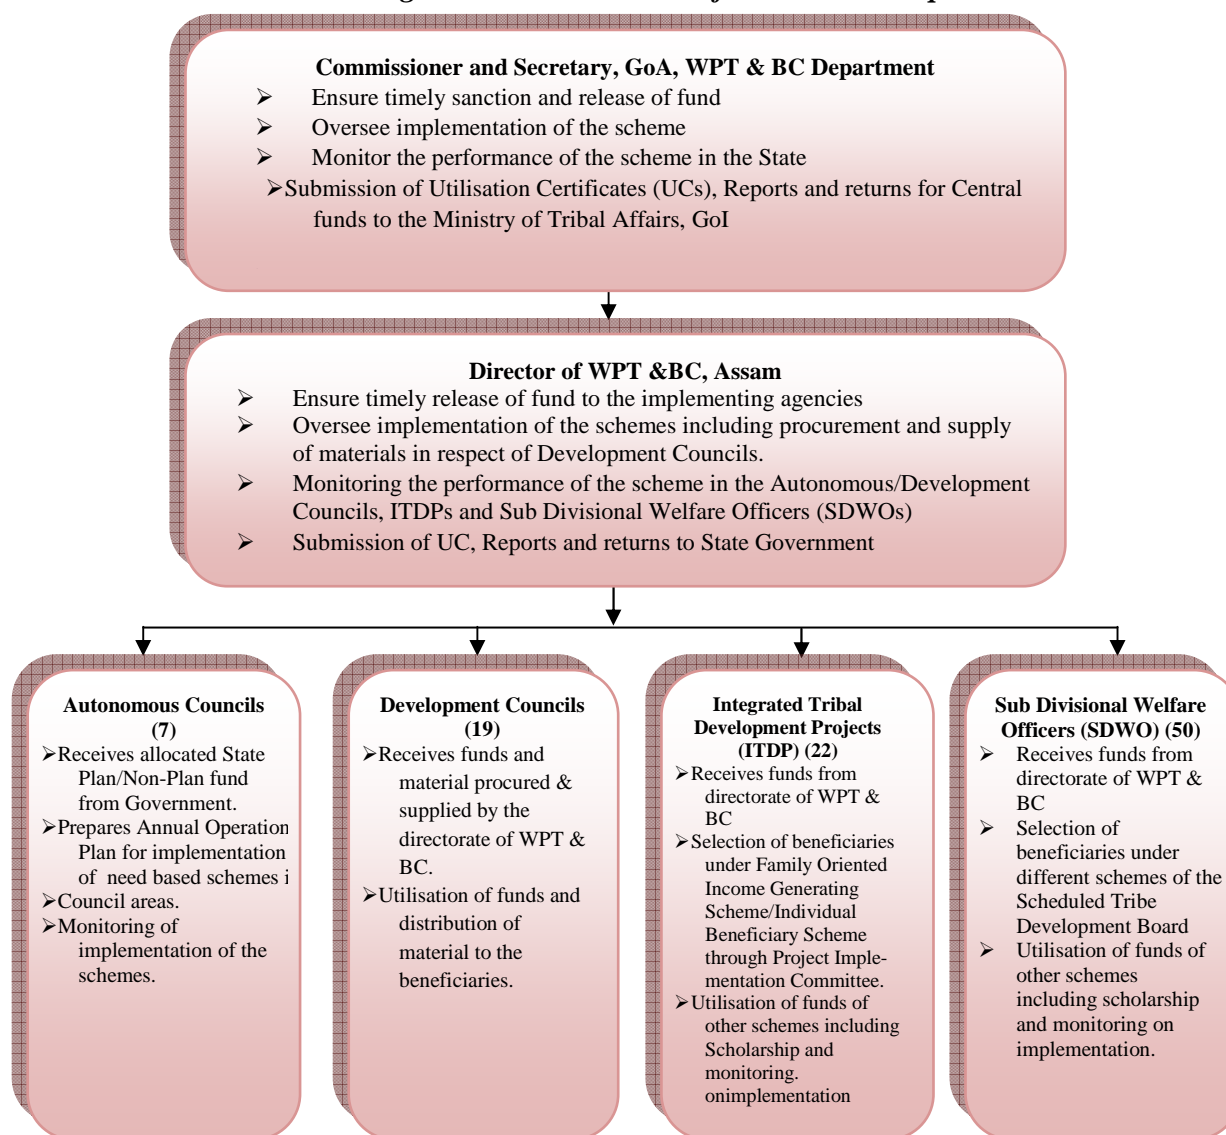 Commissioner and Secretary, GoA, WPT & BC Department
➢ Ensure timely sanction and release of fund
➢ Oversee implementation of the scheme
➢ Monitor the performance of the scheme in the State
➢Submission of Utilisation Certificates (UCs), Reports and returns for Central
funds to the Ministry of Tribal Affairs, GoI
Director of WPT &BC, Assam
➢ Ensure timely release of fund to the implementing agencies
➢ Oversee implementation of the schemes including procurement and supply
of materials in respect of Development Councils.
➢ Monitoring the performance of the scheme in the Autonomous/Development
Councils, ITDPs and Sub Divisional Welfare Officers (SDWOs)
➢ Submission of UC, Reports and returns to State Government
Autonomous Councils
(7)
➢Receives allocated State
Plan/Non-Plan fund
from Government.
➢Prepares Annual Operation
Plan for implementation
of need based schemes i
➢Council areas.
➢Monitoring of
implementation of the
schemes.
Development Councils
(19)
➢Receives funds and
material procured &
supplied by the
directorate of WPT &
BC.
➢Utilisation of funds and
distribution of
material to the
beneficiaries.
Integrated Tribal
Development Projects
(ITDP) (22)
➢Receives funds from
directorate of WPT &
BC
➢Selection of beneficiaries
under Family Oriented
Income Generating
Scheme/Individual
Beneficiary Scheme
through Project Imple-
mentation Committee.
➢Utilisation of funds of
other schemes including
Scholarship and
monitoring.
onimplementation
Sub Divisional Welfare
Officers (SDWO) (50)
➢ Receives funds from
directorate of WPT &
BC
➢ Selection of
beneficiaries under
different schemes of the
Scheduled Tribe
Development Board
➢ Utilisation of funds of
other schemes
including scholarship
and monitoring on
implementation.